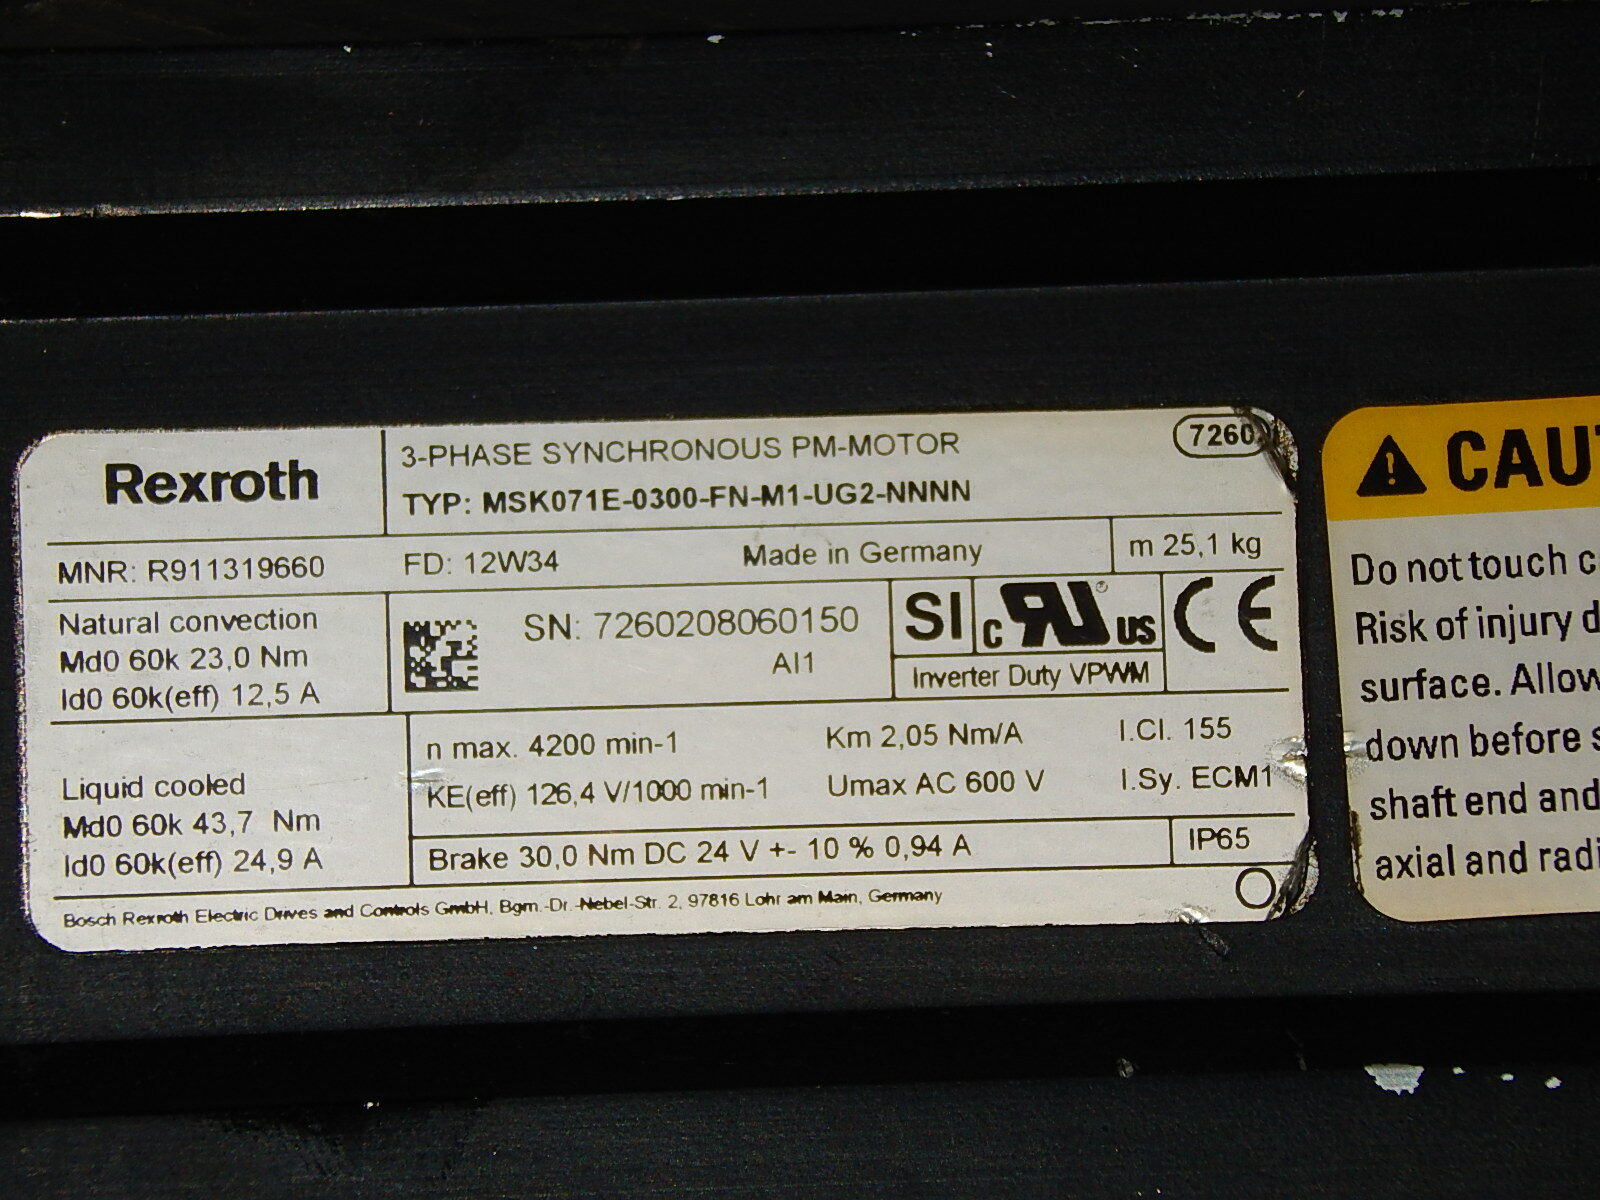 Rexroth
3-PHASE SYNCHRONOUS PM-MOTOR
7260
TYP: MSK071E-0300-FN-M1-UG2-NNNN
MNR: R911319660
FD: 12W34
Made in Germany
m 25,1 kg
Natural convection
Md0 60k 23,0 Nm
Id0 60k(eff) 12,5 A
SN: 7260208060150
AI1
SI
c RU ® US
Inverter Duty VPWM
CE
Liquid cooled
Md0 60k 43,7 Nm
Id0 60k(eff) 24,9 A
n max. 4200 min-1
Km 2,05 Nm/A
I.Cl. 155
KE(eff) 126,4 V/1000 min-1
Umax AC 600 V
I.Sy. ECM1
Brake 30,0 Nm DC 24 V +- 10 % 0,94 A
IP65
Bosch Rexroth Electric Drives and Controls GmbH, Bgm.-Dr.-Nebel-Str. 2, 97816 Lohr am Main, Germany
CAU
Do not touch
Risk of injury
surface. Allow
down before
shaft end and
axial and radi